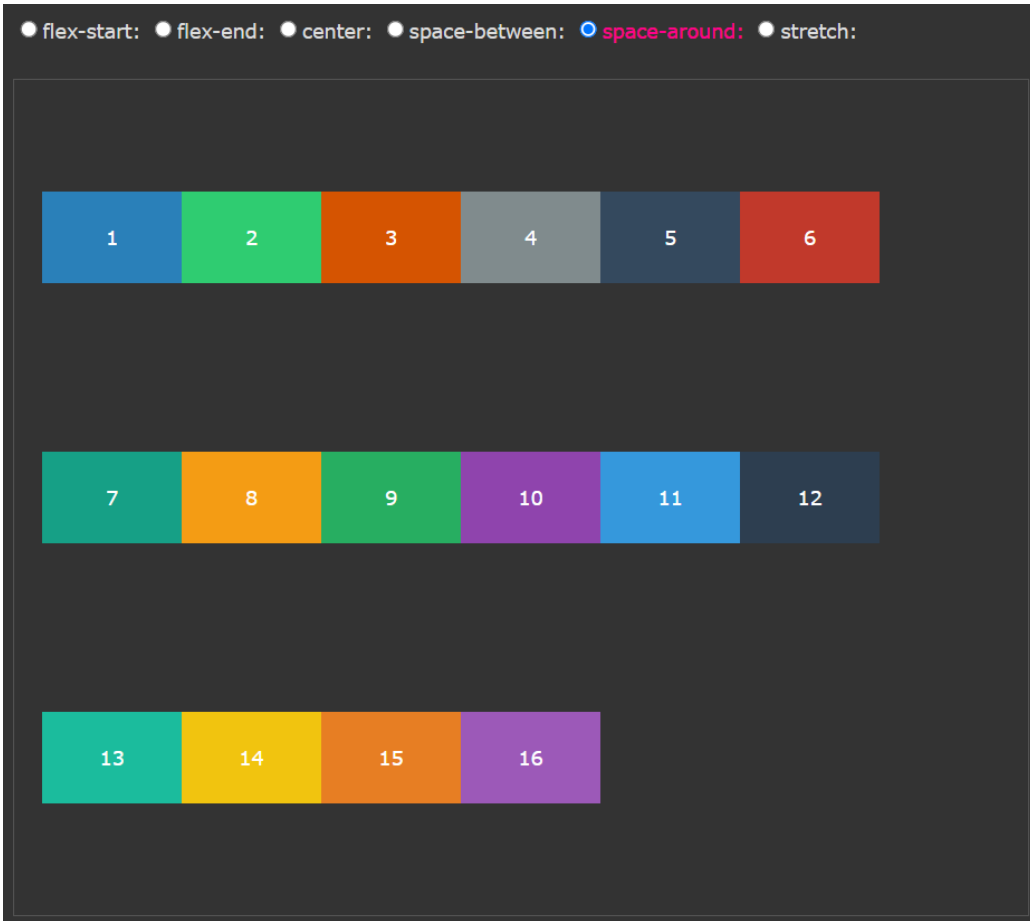 flex-start: flex-end: center: space-between: space-around: stretch:
1 2 3 4 5 6
7 8 9 10 11 12
13 14 15 16